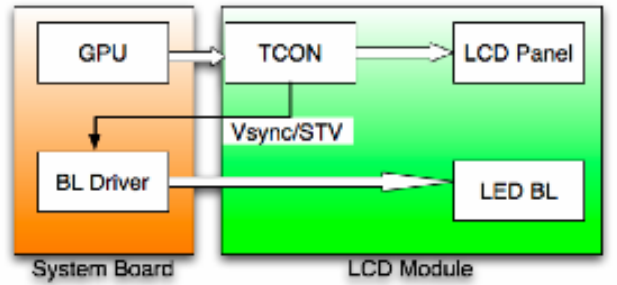 GPU
TCON
LCD Panel
Vsync/STV
BL Driver
LED BL
System Board
LCD Module